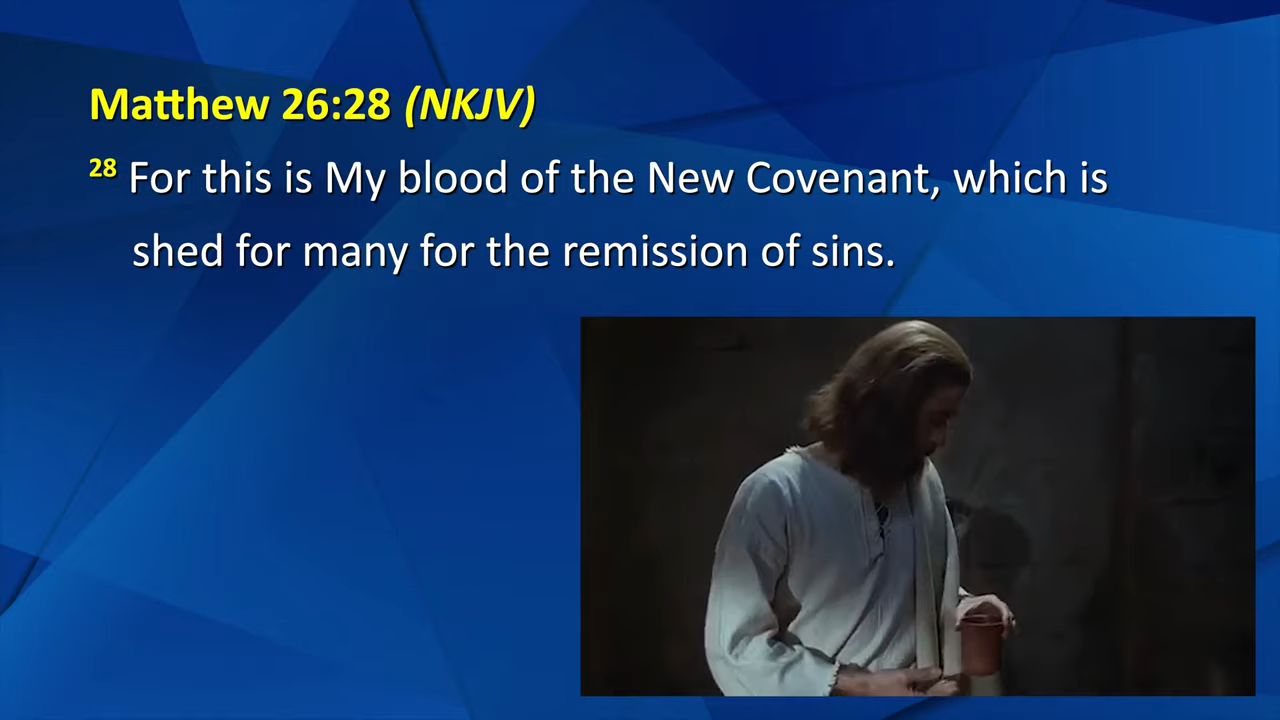 Matthew 26:28 (NKJV)
28 For this is My blood of the New Covenant, which is
shed for many for the remission of sins.